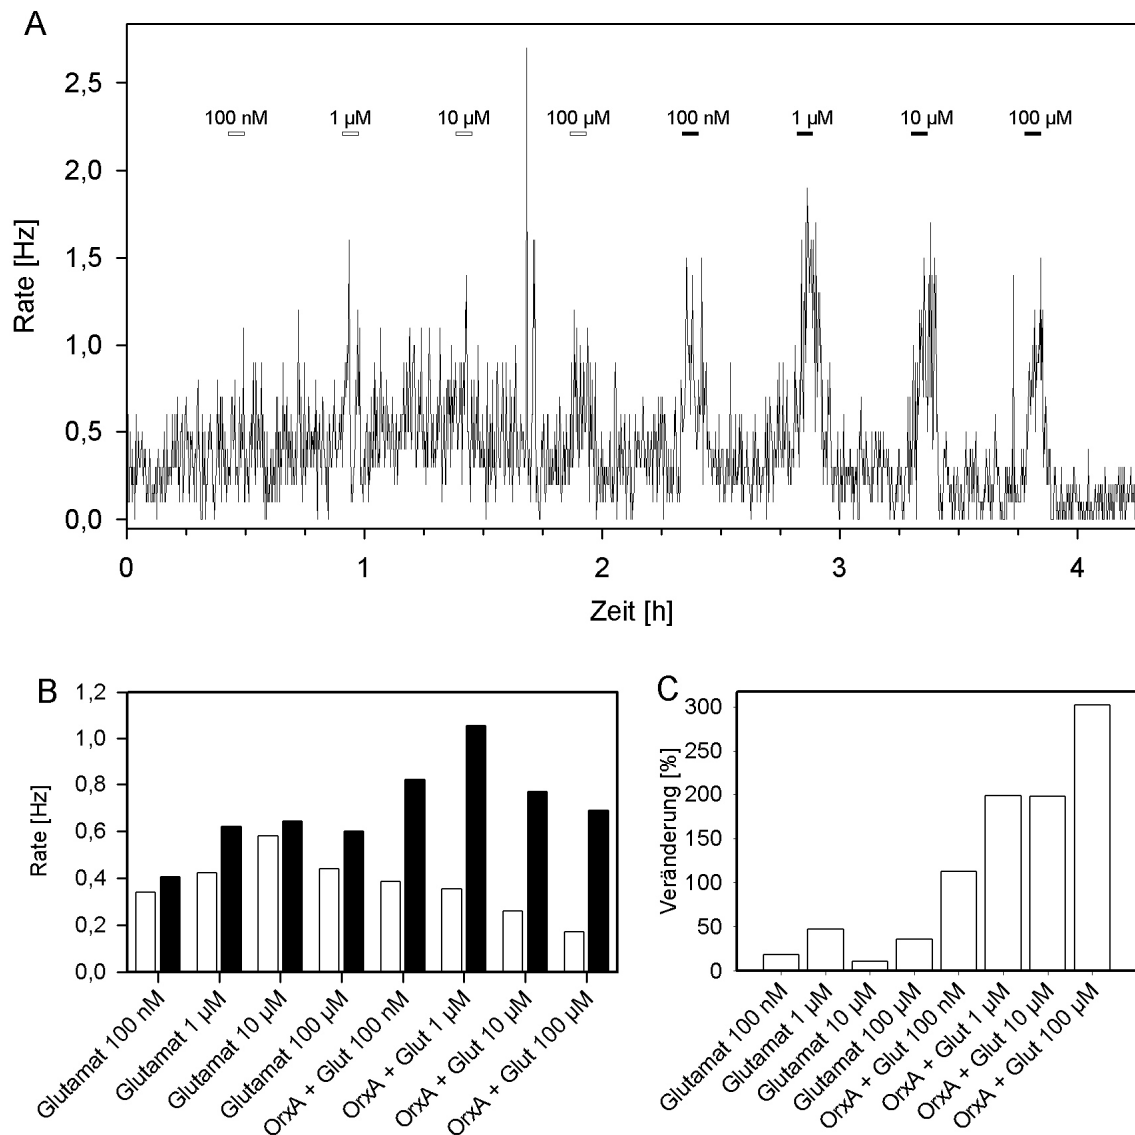 A
2,5
2,0
1,5
1,0
0,5
0,0
Rate [Hz]
100 nM 1 µM 10 µM 100 µM 100 nM 1 µM 10 µM 100 µM
0 1 2 3 4
Zeit [h]
B
1,2
1,0
0,8
0,6
0,4
0,2
0,0
Rate [Hz]
Glutamat 100 nM
Glutamat 1 µM
Glutamat 10 µM
Glutamat 100 µM
OrxA + Glut 100 nM
OrxA + Glut 1 µM
OrxA + Glut 10 µM
OrxA + Glut 100 µM
C
300
250
200
150
100
50
0
Veränderung [%]
Glutamat 100 nM
Glutamat 1 µM
Glutamat 10 µM
Glutamat 100 µM
OrxA + Glut 100 nM
OrxA + Glut 1 µM
OrxA + Glut 10 µM
OrxA + Glut 100 µM